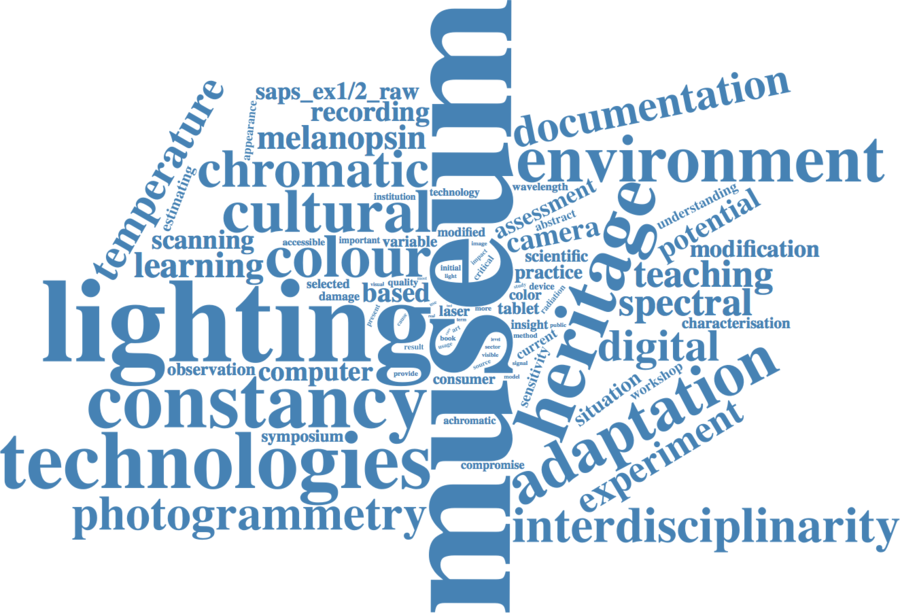 museum
lighting
technologies
constancy
adaptation
heritage
environment
interdisciplinarity
photogrammetry
cultural
colour
chromatic
documentation
temperature
digital
spectral
teaching
experiment
potential
modification
melanopsin
recording
saps_ex1/2_raw
appearance
estimating
scanning
learning
institution
technology
wavelength
assessment
abstract
camera
understanding
scientific
practice
accessible
important
variable
modified
image
impact
critical
initial
light
selected
damage
based
visual
quality
present
device
color
tablet
radiation
characterisation
laser
more
insight
public
method
current
sensitivity
book
art
usage
level
sector
visible
source
signal
model
result
provide
consumer
observation
computer
symposium
achromatic
compromise
situation
workshop